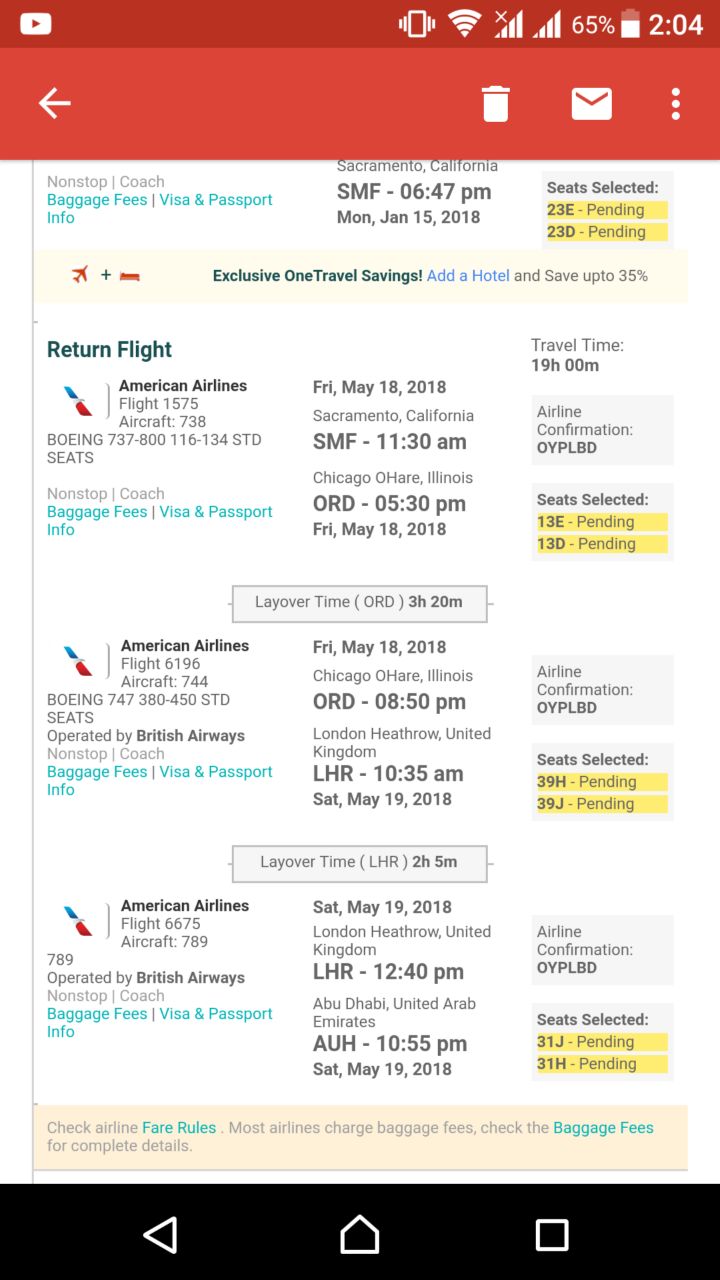 65% 2:04
Sacramento, California
Nonstop | Coach
SMF - 06:47 pm
Seats Selected:
Baggage Fees | Visa & Passport
Info
Mon, Jan 15, 2018
23E - Pending
23D - Pending
+ Exclusive OneTravel Savings! Add a Hotel and Save upto 35%
Return Flight
Travel Time:
19h 00m
American Airlines
Flight 1575
Aircraft: 738
BOEING 737-800 116-134 STD
SEATS
Nonstop | Coach
Baggage Fees | Visa & Passport
Info
Fri, May 18, 2018
Sacramento, California
SMF - 11:30 am
Chicago OHare, Illinois
ORD - 05:30 pm
Fri, May 18, 2018
Airline
Confirmation:
OYPLBD
Seats Selected:
13E - Pending
13D - Pending
Layover Time ( ORD ) 3h 20m
American Airlines
Flight 6196
Aircraft: 744
BOEING 747 380-450 STD
SEATS
Operated by British Airways
Nonstop | Coach
Baggage Fees | Visa & Passport
Info
Fri, May 18, 2018
Chicago OHare, Illinois
ORD - 08:50 pm
London Heathrow, United
Kingdom
LHR - 10:35 am
Sat, May 19, 2018
Airline
Confirmation:
OYPLBD
Seats Selected:
39H - Pending
39J - Pending
Layover Time ( LHR ) 2h 5m
American Airlines
Flight 6675
Aircraft: 789
789
Operated by British Airways
Nonstop | Coach
Baggage Fees | Visa & Passport
Info
Sat, May 19, 2018
London Heathrow, United
Kingdom
LHR - 12:40 pm
Abu Dhabi, United Arab
Emirates
AUH - 10:55 pm
Sat, May 19, 2018
Airline
Confirmation:
OYPLBD
Seats Selected:
31J - Pending
31H - Pending
Check airline Fare Rules . Most airlines charge baggage fees, check the Baggage Fees
for complete details.